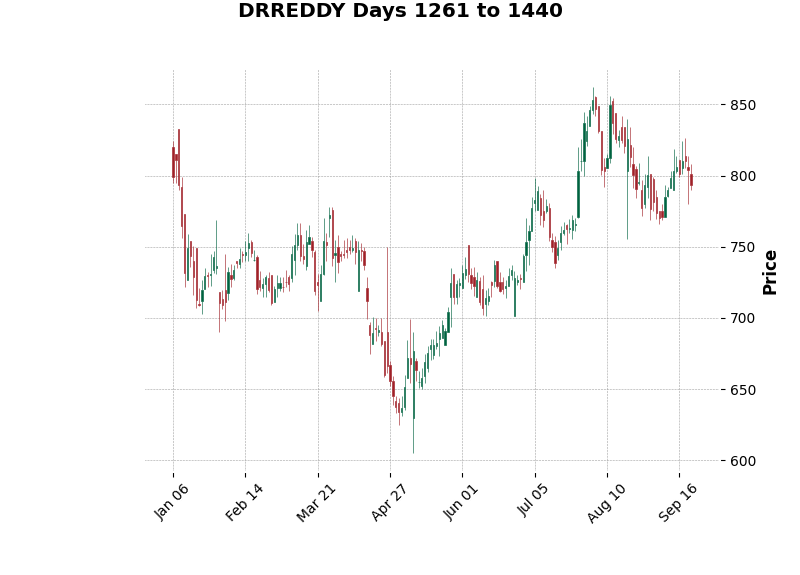 DRREDDY Days 1261 to 1440
850
800
750
700
650
600
Price
Jan 06
Feb 14
Mar 21
Apr 27
Jun 01
Jul 05
Aug 10
Sep 16